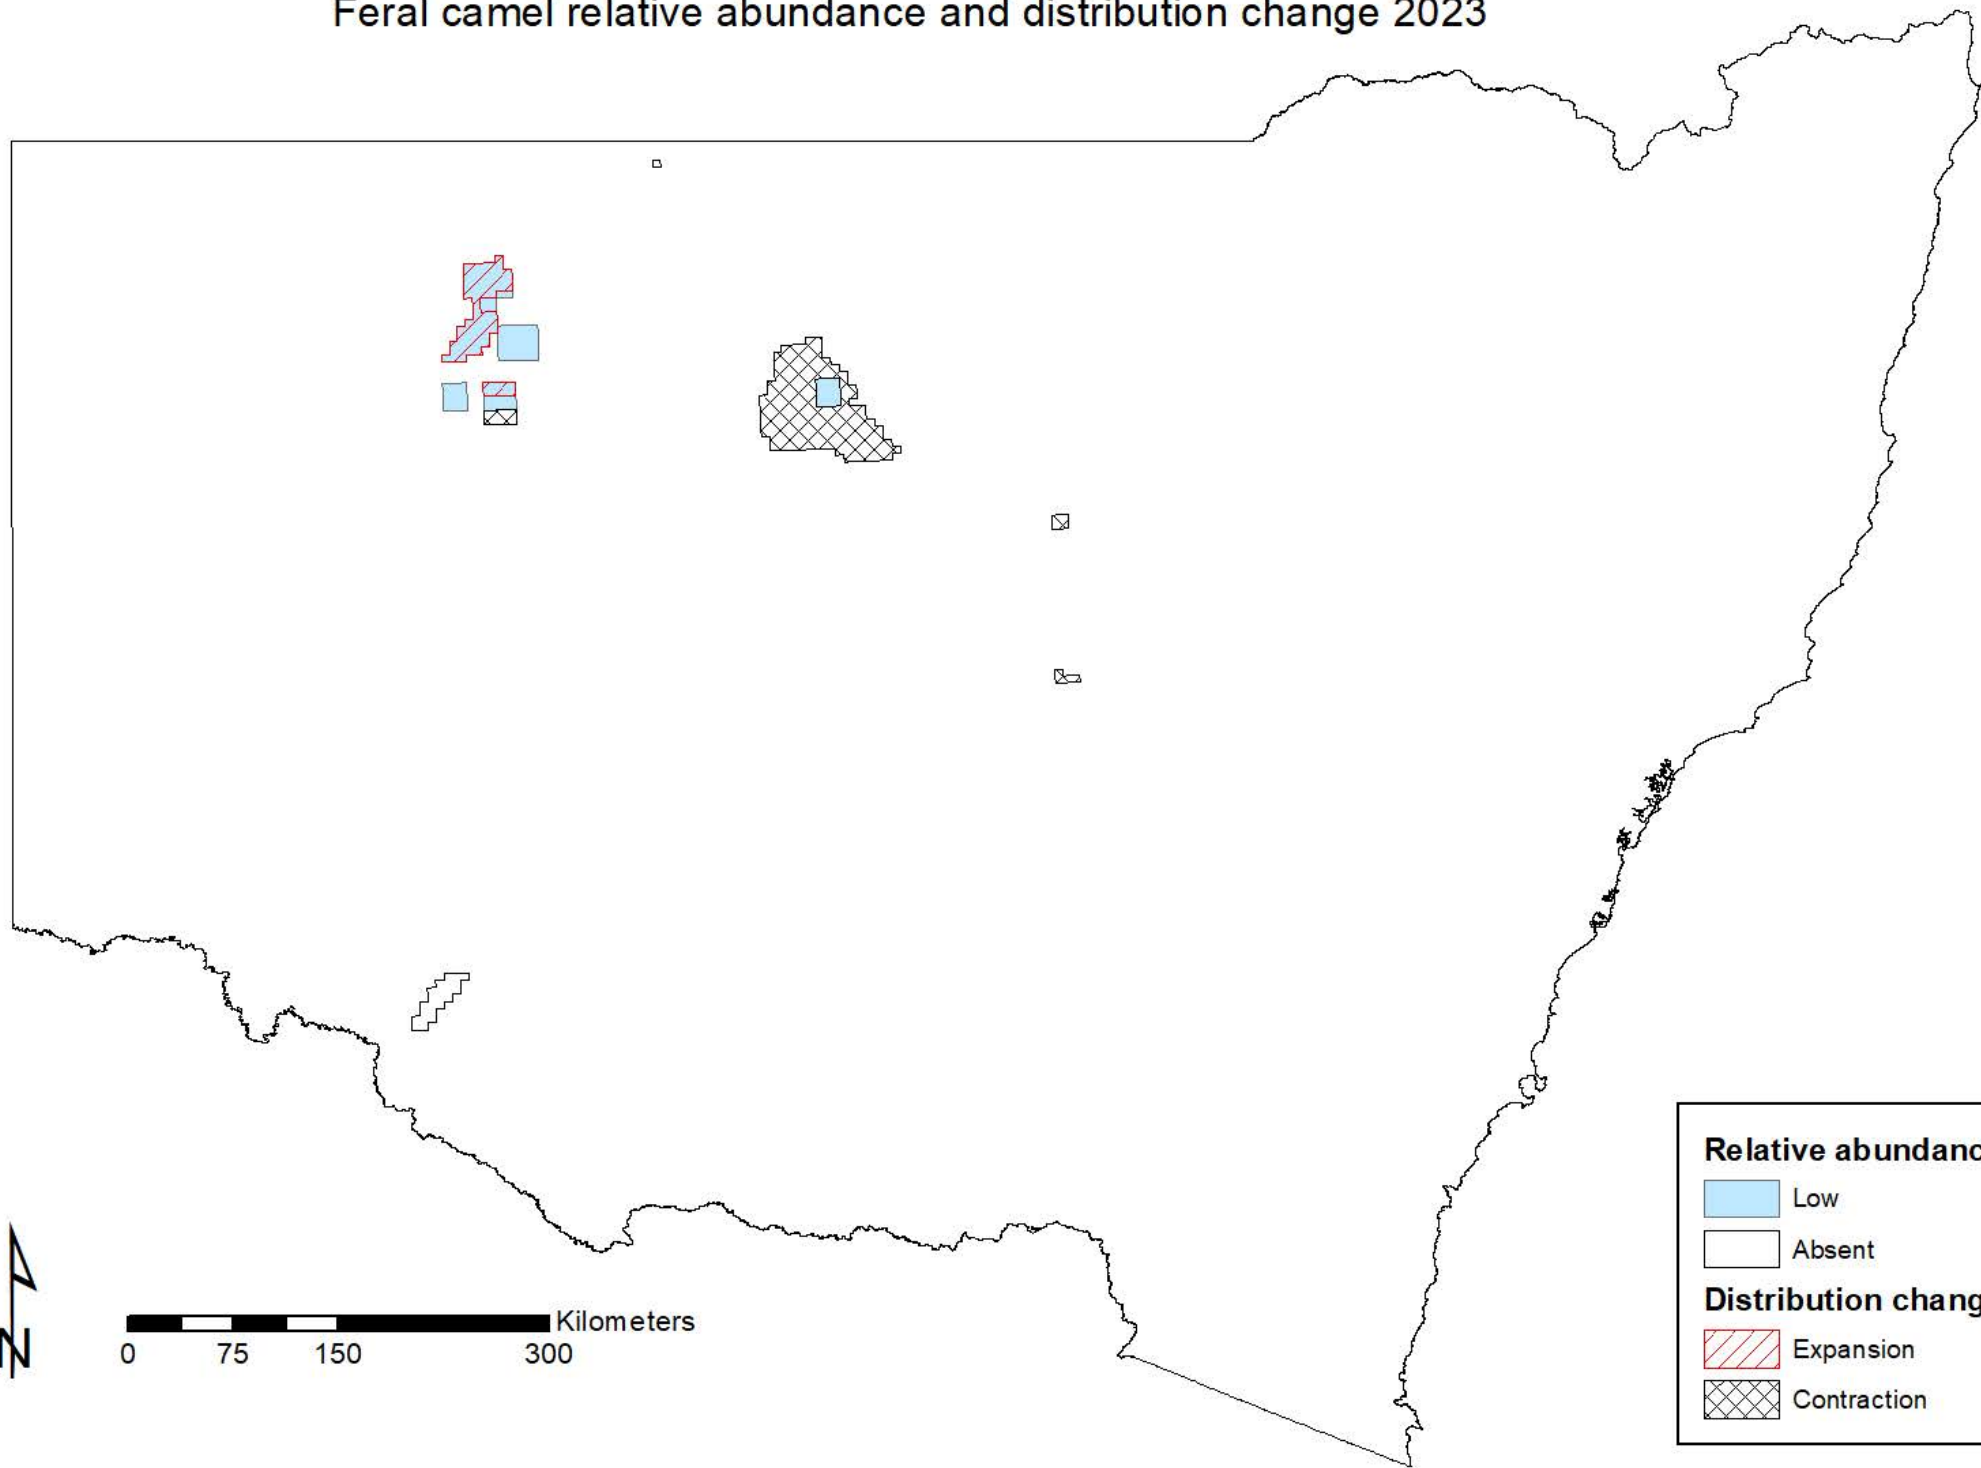 Feral camel relative abundance and distribution change 2023
Relative abundanc
Low
Absent
Distribution chang
Expansion
Contraction
N
Kilometers
0 75 150 300